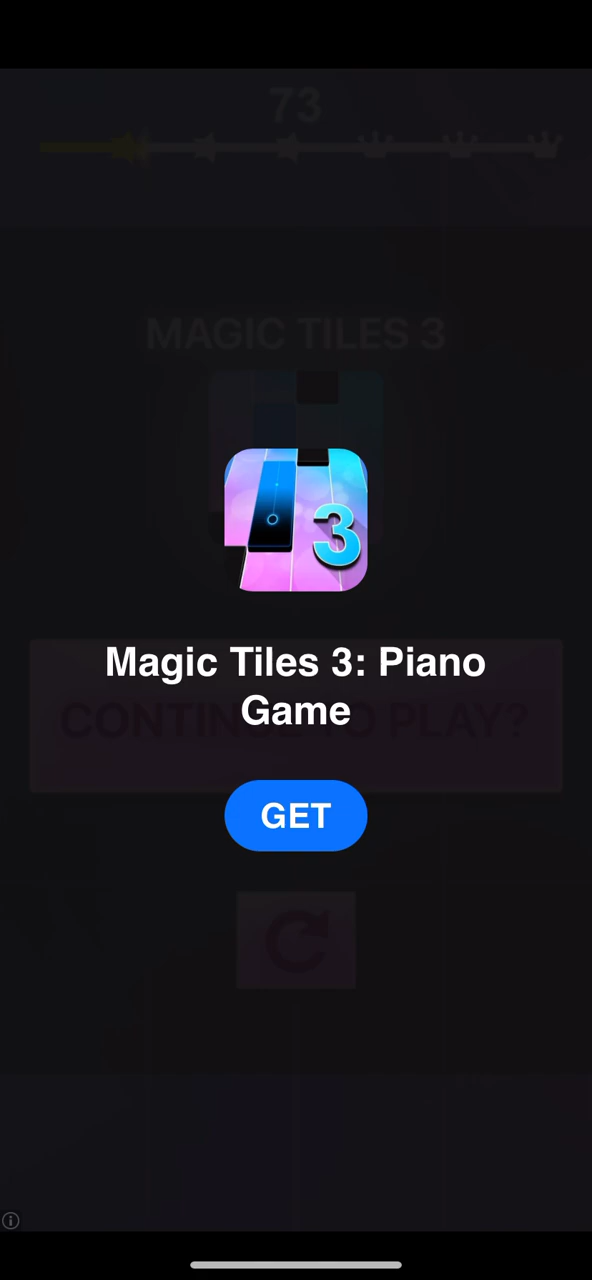 73
MAGIC TILES 3
3
Magic Tiles 3: Piano
Game
CONTINUE TO PLAY?
GET